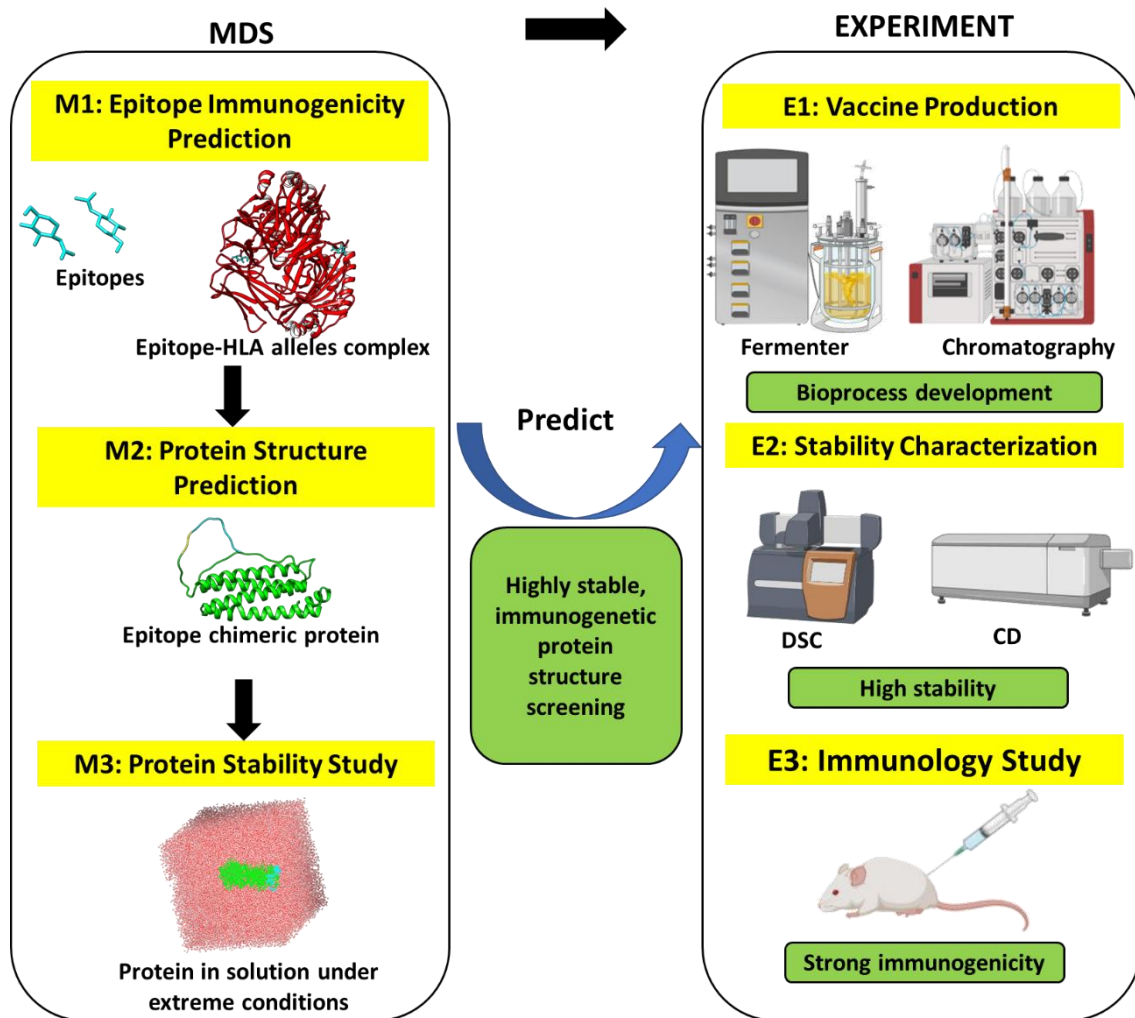 MDS
M1: Epitope Immunogenicity
Prediction
Epitopes
Epitope-HLA alleles complex
M2: Protein Structure
Prediction
Epitope chimeric protein
M3: Protein Stability Study
Protein in solution under
extreme conditions
Predict
Highly stable,
immunogenetic
protein
structure
screening
EXPERIMENT
E1: Vaccine Production
Fermenter
Chromatography
Bioprocess development
E2: Stability Characterization
DSC
CD
High stability
E3: Immunology Study
Strong immunogenicity